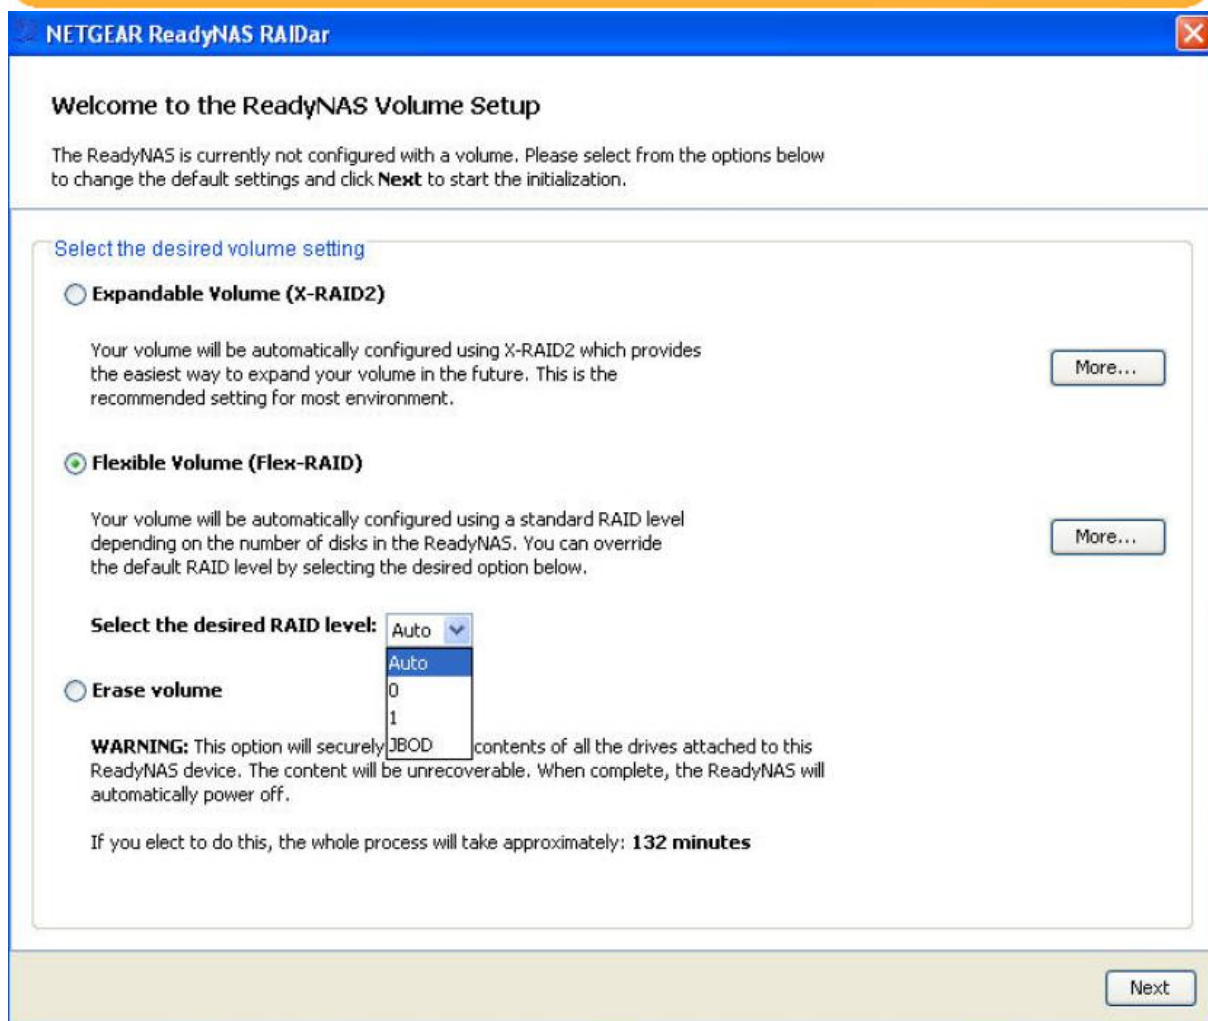 NETGEAR ReadyNAS RAIDar
Welcome to the ReadyNAS Volume Setup
The ReadyNAS is currently not configured with a volume. Please select from the options below
to change the default settings and click Next to start the initialization.
Select the desired volume setting
Expandable Volume (X-RAID2)
Your volume will be automatically configured using X-RAID2 which provides
the easiest way to expand your volume in the future. This is the
recommended setting for most environment.
More...
Flexible Volume (Flex-RAID)
Your volume will be automatically configured using a standard RAID level
depending on the number of disks in the ReadyNAS. You can override
the default RAID level by selecting the desired option below.
More...
Select the desired RAID level: Auto
Auto
0
1
JBOD
Erase volume
WARNING: This option will securely contents of all the drives attached to this
ReadyNAS device. The content will be unrecoverable. When complete, the ReadyNAS will
automatically power off.
If you elect to do this, the whole process will take approximately: 132 minutes
Next